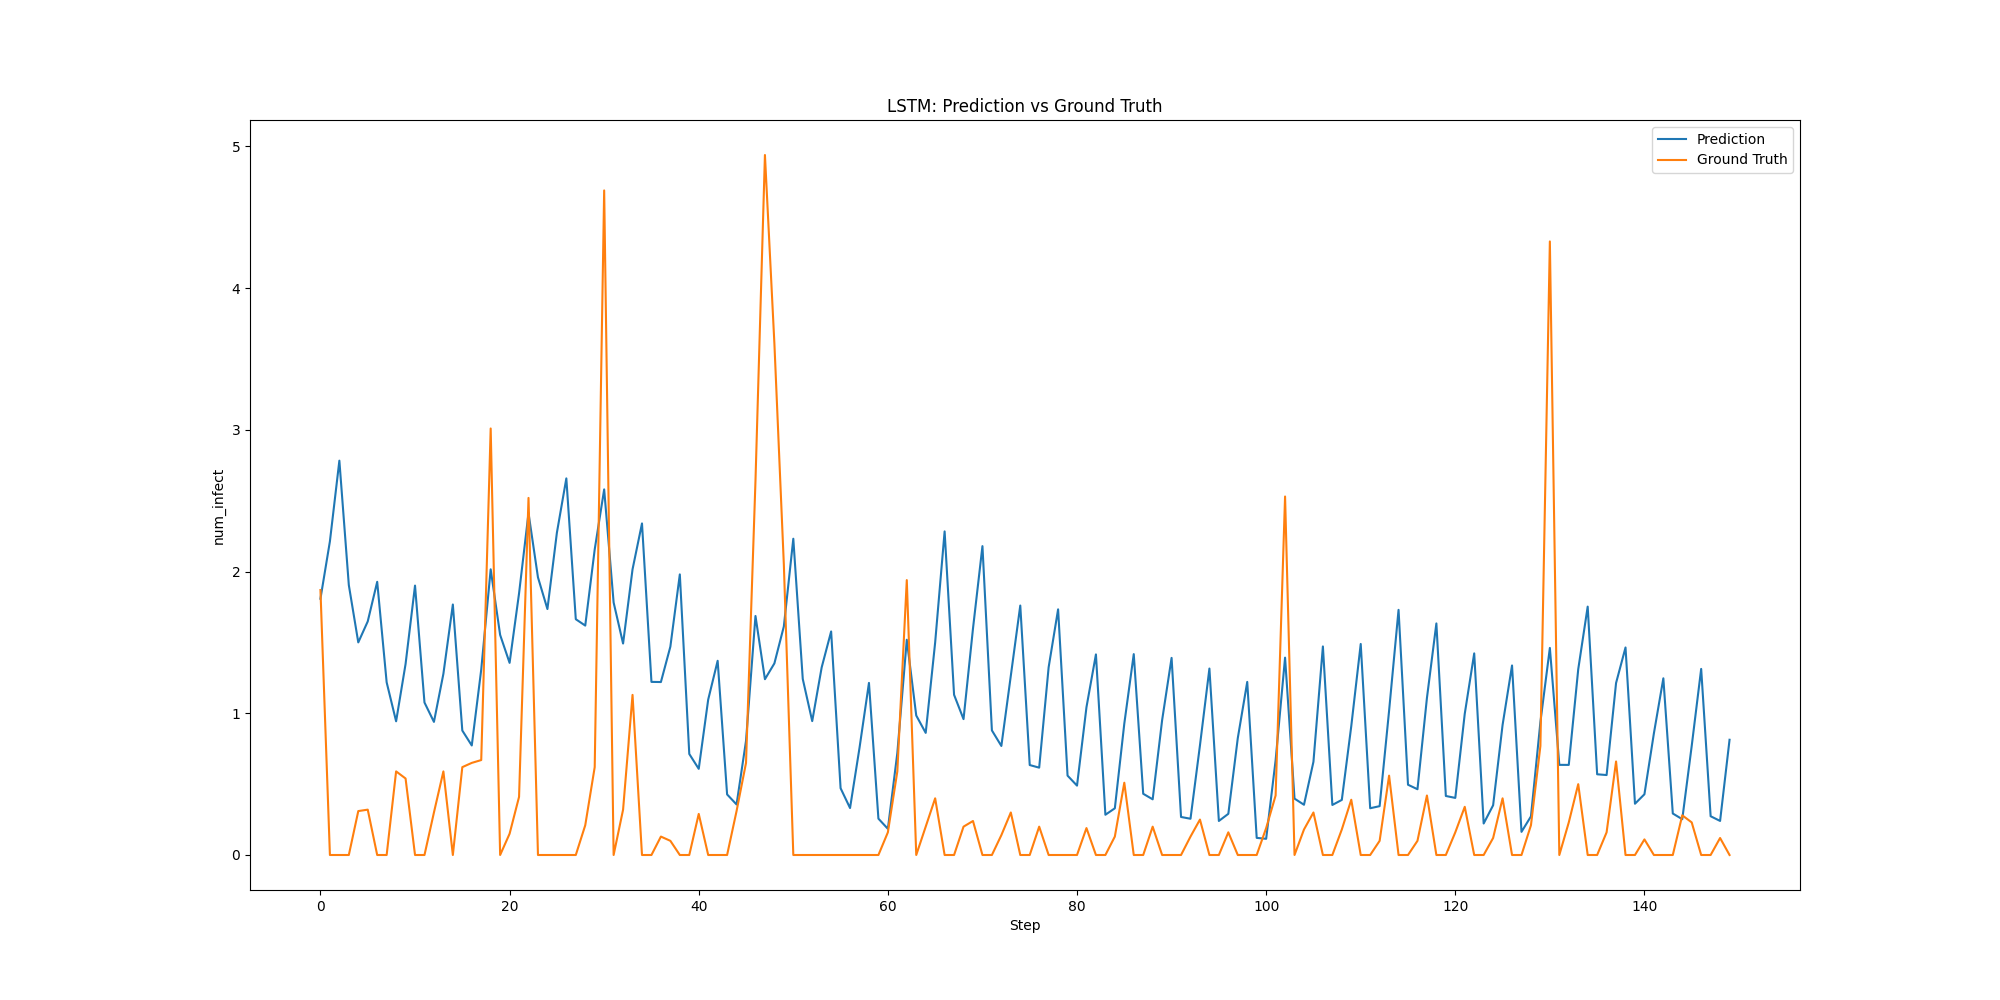 LSTM: Prediction vs Ground Truth
Prediction
Ground Truth
num_infect
5
4
3
2
1
0
0 20 40 60 80 100 120 140
Step